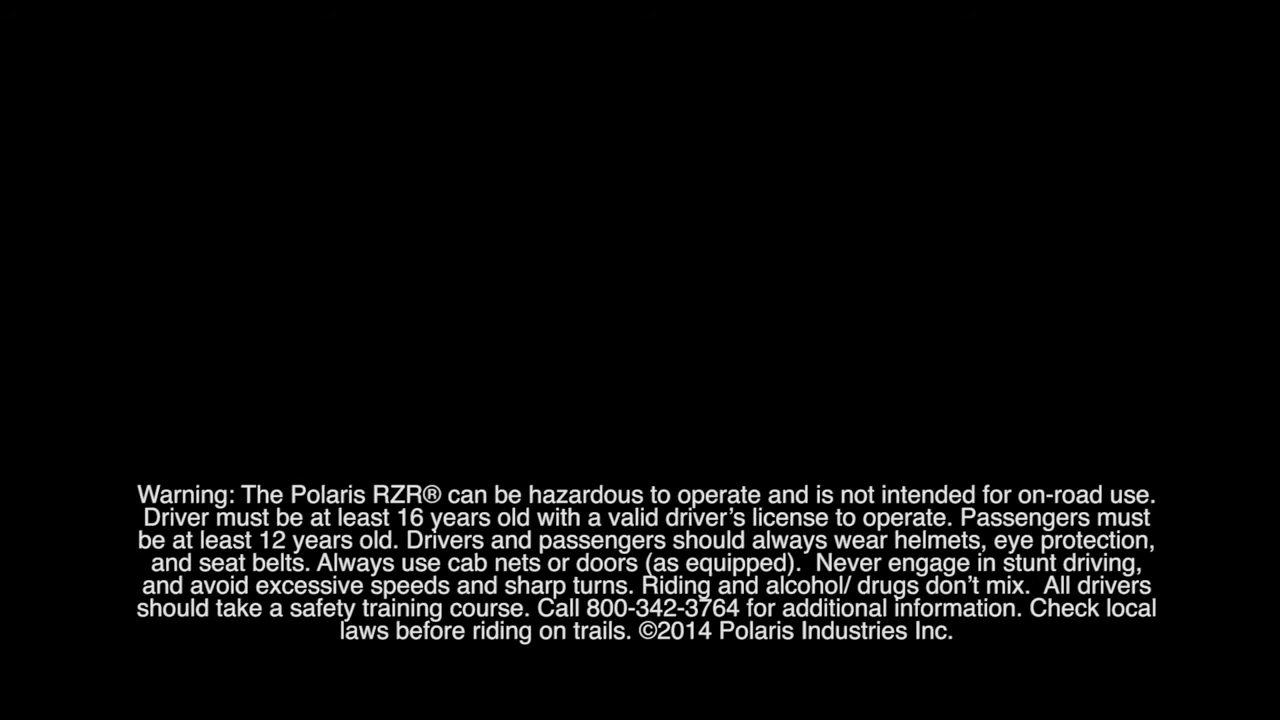 Warning: The Polaris RZR® can be hazardous to operate and is not intended for on-road use.
Driver must be at least 16 years old with a valid driver's license to operate. Passengers must
be at least 12 years old. Drivers and passengers should always wear helmets, eye protection,
and seat belts. Always use cab nets or doors (as equipped).  Never engage in stunt driving,
and avoid excessive speeds and sharp turns. Riding and alcohol/ drugs don't mix.  All drivers
should take a safety training course. Call 800-342-3764 for additional information. Check local
laws before riding on trails. ©2014 Polaris Industries Inc.